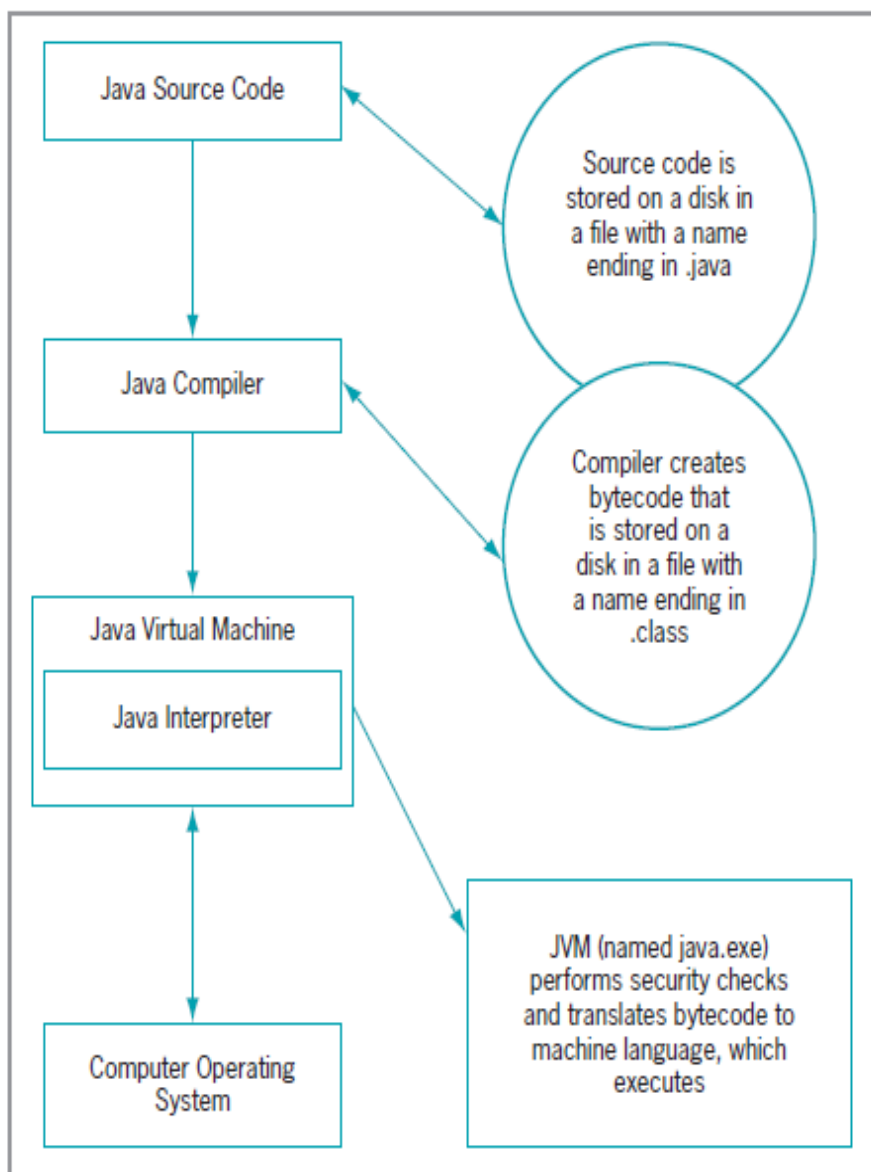 Java Source Code
Source code is
stored on a disk in
a file with a name
ending in .java
Java Compiler
Compiler creates
bytecode that
is stored on a
disk in a file with
a name ending in
.class
Java Virtual Machine
Java Interpreter
JVM (named java.exe)
performs security checks
and translates bytecode to
machine language, which
executes
Computer Operating
System